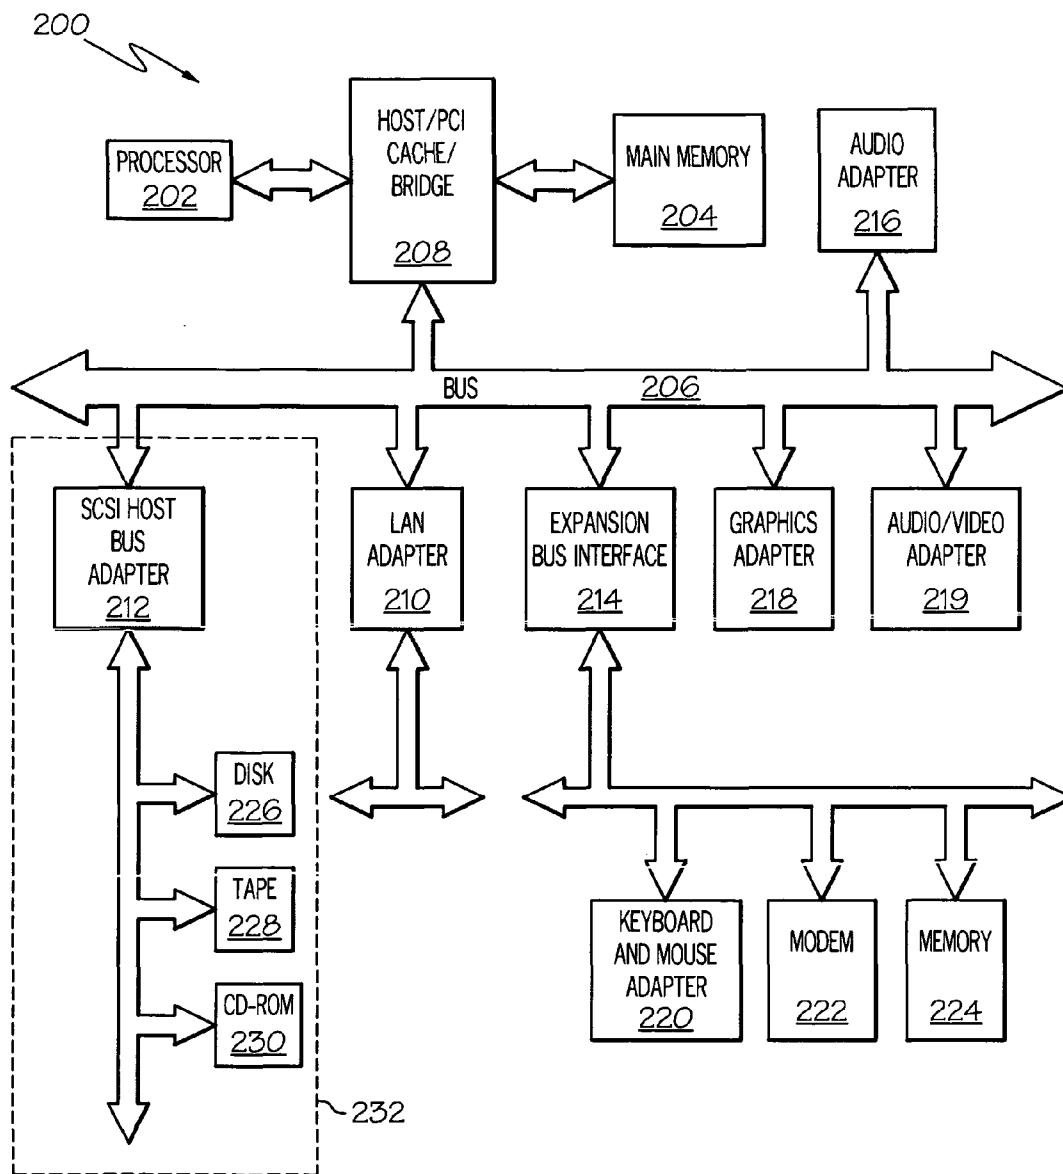 200
HOST/PCI
CACHE/
BRIDGE
208
PROCESSOR
202
MAIN MEMORY
204
AUDIO
ADAPTER
216
BUS 206
SCSI HOST
BUS
ADAPTER
212
LAN
ADAPTER
210
EXPANSION
BUS INTERFACE
214
GRAPHICS
ADAPTER
218
AUDIO/VIDEO
ADAPTER
219
DISK
226
TAPE
228
CD-ROM
230
232
KEYBOARD
AND MOUSE
ADAPTER
220
MODEM
222
MEMORY
224